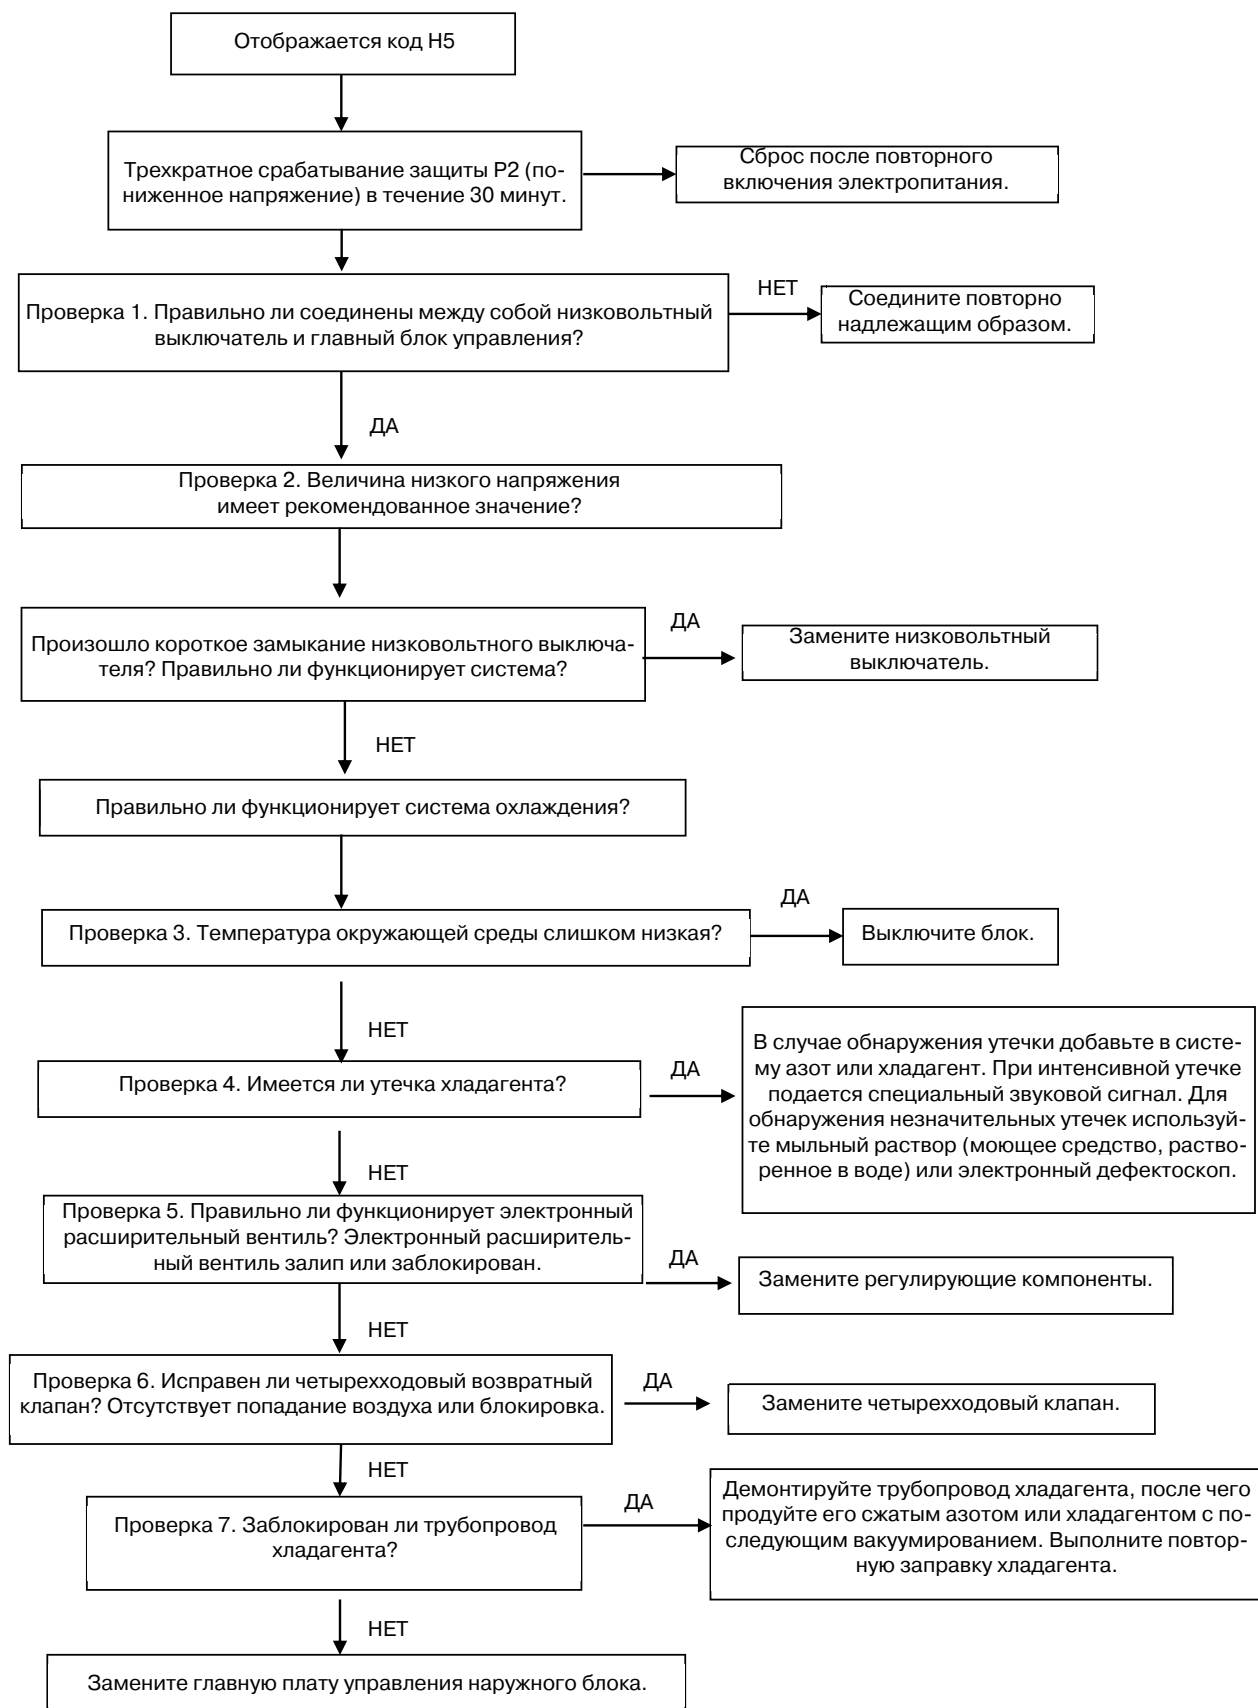 Отображается код H5
Трехкратное срабатывание защиты P2 (по-
ниженное напряжение) в течение 30 минут.
Сброс после повторного
включения электропитания.
Проверка 1. Правильно ли соединены между собой низковольтный
выключатель и главный блок управления?
НЕТ
Соедините повторно
надлежащим образом.
ДА
Проверка 2. Величина низкого напряжения
имеет рекомендованное значение?
Произошло короткое замыкание низковольтного выключа-
теля? Правильно ли функционирует система?
ДА
Замените низковольтный
выключатель.
НЕТ
Правильно ли функционирует система охлаждения?
Проверка 3. Температура окружающей среды слишком низкая?
ДА
Выключите блок.
НЕТ
Проверка 4. Имеется ли утечка хладагента?
ДА
В случае обнаружения утечки добавьте в систе-
му азот или хладагент. При интенсивной утечке
подается специальный звуковой сигнал. Для
обнаружения незначительных утечек используй-
те мыльный раствор (моющее средство, раство-
ренное в воде) или электронный дефектоскоп.
НЕТ
Проверка 5. Правильно ли функционирует электронный
расширительный вентиль? Электронный расширитель-
ный вентиль залип или заблокирован.
ДА
Замените регулирующие компоненты.
НЕТ
Проверка 6. Исправен ли четырехходовый возвратный
клапан? Отсутствует попадание воздуха или блокировка.
ДА
Замените четырехходовый клапан.
НЕТ
Проверка 7. Заблокирован ли трубопровод
хладагента?
ДА
Демонтируйте трубопровод хладагента, после чего
продуйте его сжатым азотом или хладагентом с по-
следующим вакуумированием. Выполните повтор-
ную заправку хладагента.
НЕТ
Замените главную плату управления наружного блока.